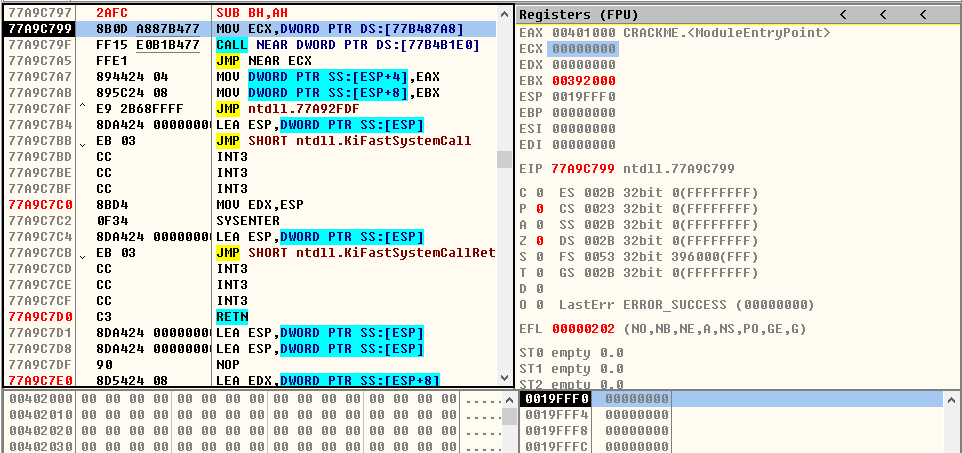 77A9C797 2AFC SUB BH,AH
77A9C799 8B0D A887B477 MOV ECX,DWORD PTR DS:[77B487A8]
77A9C79F FF15 E0B1B477 CALL NEAR DWORD PTR DS:[77B4B1E0]
77A9C7A5 FFE1 JMP NEAR ECX
77A9C7A7 894424 04 MOV DWORD PTR SS:[ESP+4],EAX
77A9C7AB 895C24 08 MOV DWORD PTR SS:[ESP+8],EBX
77A9C7AF ^ E9 2B68FFFF JMP ntdll.77A92FDF
77A9C7B4 8DA424 0000000 LEA ESP,DWORD PTR SS:[ESP]
77A9C7BB ˬ EB 03 JMP SHORT ntdll.KiFastSystemCall
77A9C7BD CC INT3
77A9C7BE CC INT3
77A9C7BF CC INT3
77A9C7C0 8BD4 MOV EDX,ESP
77A9C7C2 0F34 SYSENTER
77A9C7C4 8DA424 0000000 LEA ESP,DWORD PTR SS:[ESP]
77A9C7CB ˬ EB 03 JMP SHORT ntdll.KiFastSystemCallRet
77A9C7CD CC INT3
77A9C7CE CC INT3
77A9C7CF CC INT3
77A9C7D0 C3 RETN
77A9C7D1 8DA424 0000000 LEA ESP,DWORD PTR SS:[ESP]
77A9C7D8 8DA424 0000000 LEA ESP,DWORD PTR SS:[ESP]
77A9C7DF 90 NOP
77A9C7E0 8D5424 08 LEA EDX,DWORD PTR SS:[ESP+8]
Registers (FPU) < < <
EAX 00401000 CRACKME.<ModuleEntryPoint>
ECX 00000000
EDX 00000000
EBX 00392000
ESP 0019FFF0
EBP 00000000
ESI 00000000
EDI 00000000
EIP 77A9C799 ntdll.77A9C799
C 0 ES 002B 32bit 0(FFFFFFFF)
P 0 CS 0023 32bit 0(FFFFFFFF)
A 0 SS 002B 32bit 0(FFFFFFFF)
Z 0 DS 002B 32bit 0(FFFFFFFF)
S 0 FS 0053 32bit 396000(FFF)
T 0 GS 002B 32bit 0(FFFFFFFF)
D 0
O 0 LastErr ERROR_SUCCESS (00000000)
EFL 00000202 (NO,NB,NE,A,NS,PO,GE,G)
ST0 empty 0.0
ST1 empty 0.0
ST2 empty 0.0
00402000 00 00 00 00 00 00 00 00 00 00 00 00 00 00 00 00 .....
00402010 00 00 00 00 00 00 00 00 00 00 00 00 00 00 00 00 .....
00402020 00 00 00 00 00 00 00 00 00 00 00 00 00 00 00 00 .....
00402030 00 00 00 00 00 00 00 00 00 00 00 00 00 00 00 00 .....
0019FFF0 00000000
0019FFF4 00000000
0019FFF8 00000000
0019FFFC 00000000